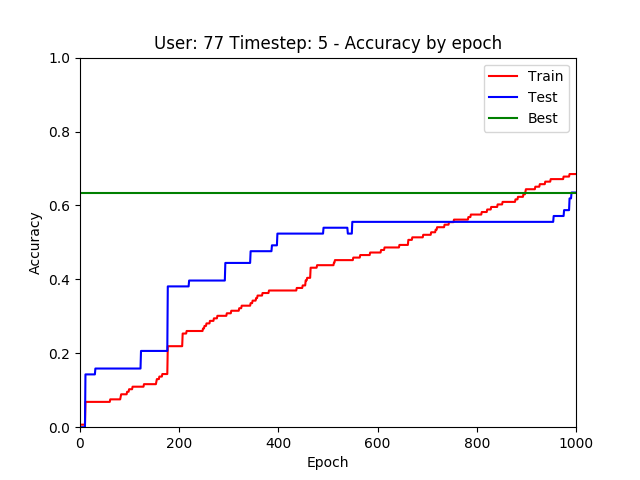 User: 77 Timestep: 5 - Accuracy by epoch
1.0
0.8
0.6
0.4
0.2
0.0
Accuracy
Train
Test
Best
0 200 400 600 800 1000
Epoch